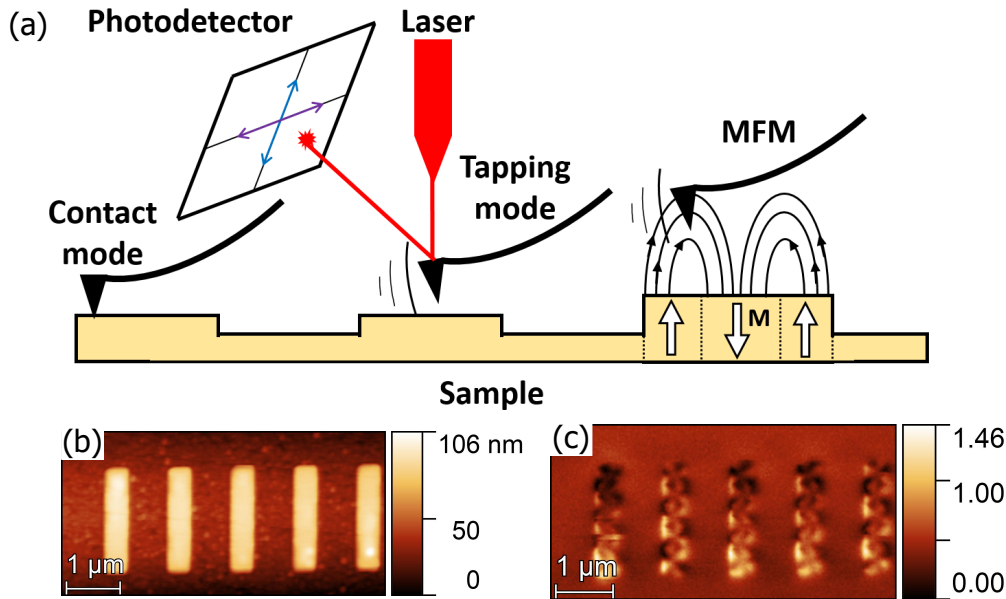 (a)
Photodetector
Laser
MFM
Tapping
mode
Contact
mode
M
Sample
(b)
106 nm
50
0
1 µm
(c)
1.46
1.00
0.00
1 µm